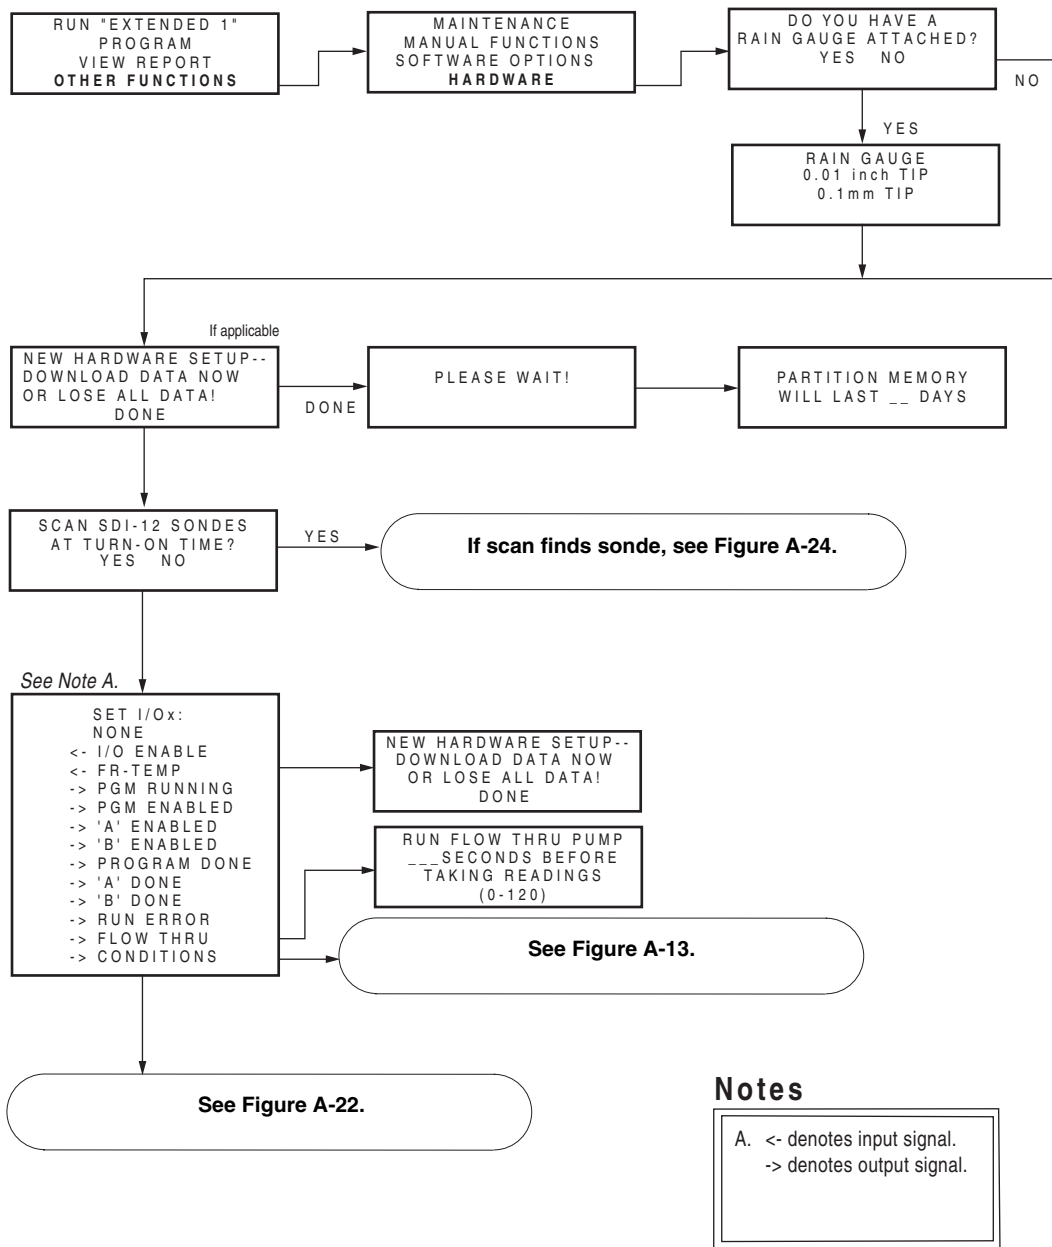 RUN "EXTENDED 1"
PROGRAM
VIEW REPORT
OTHER FUNCTIONS
MAINTENANCE
MANUAL FUNCTIONS
SOFTWARE OPTIONS
HARDWARE
DO YOU HAVE A
RAIN GAUGE ATTACHED?
YES NO
NO
YES
RAIN GAUGE
0.01 inch TIP
0.1mm TIP
If applicable
NEW HARDWARE SETUP--
DOWNLOAD DATA NOW
OR LOSE ALL DATA!
DONE
DONE
PLEASE WAIT!
PARTITION MEMORY
WILL LAST __ DAYS
SCAN SDI-12 SONDES
AT TURN-ON TIME?
YES NO
YES
If scan finds sonde, see Figure A-24.
See Note A.
SET I/Ox:
NONE
<- I/O ENABLE
<- FR-TEMP
-> PGM RUNNING
-> PGM ENABLED
-> 'A' ENABLED
-> 'B' ENABLED
-> PROGRAM DONE
-> 'A' DONE
-> 'B' DONE
-> RUN ERROR
-> FLOW THRU
-> CONDITIONS
NEW HARDWARE SETUP--
DOWNLOAD DATA NOW
OR LOSE ALL DATA!
DONE
RUN FLOW THRU PUMP
___SECONDS BEFORE
TAKING READINGS
(0-120)
See Figure A-13.
See Figure A-22.
Notes
A. <- denotes input signal.
-> denotes output signal.